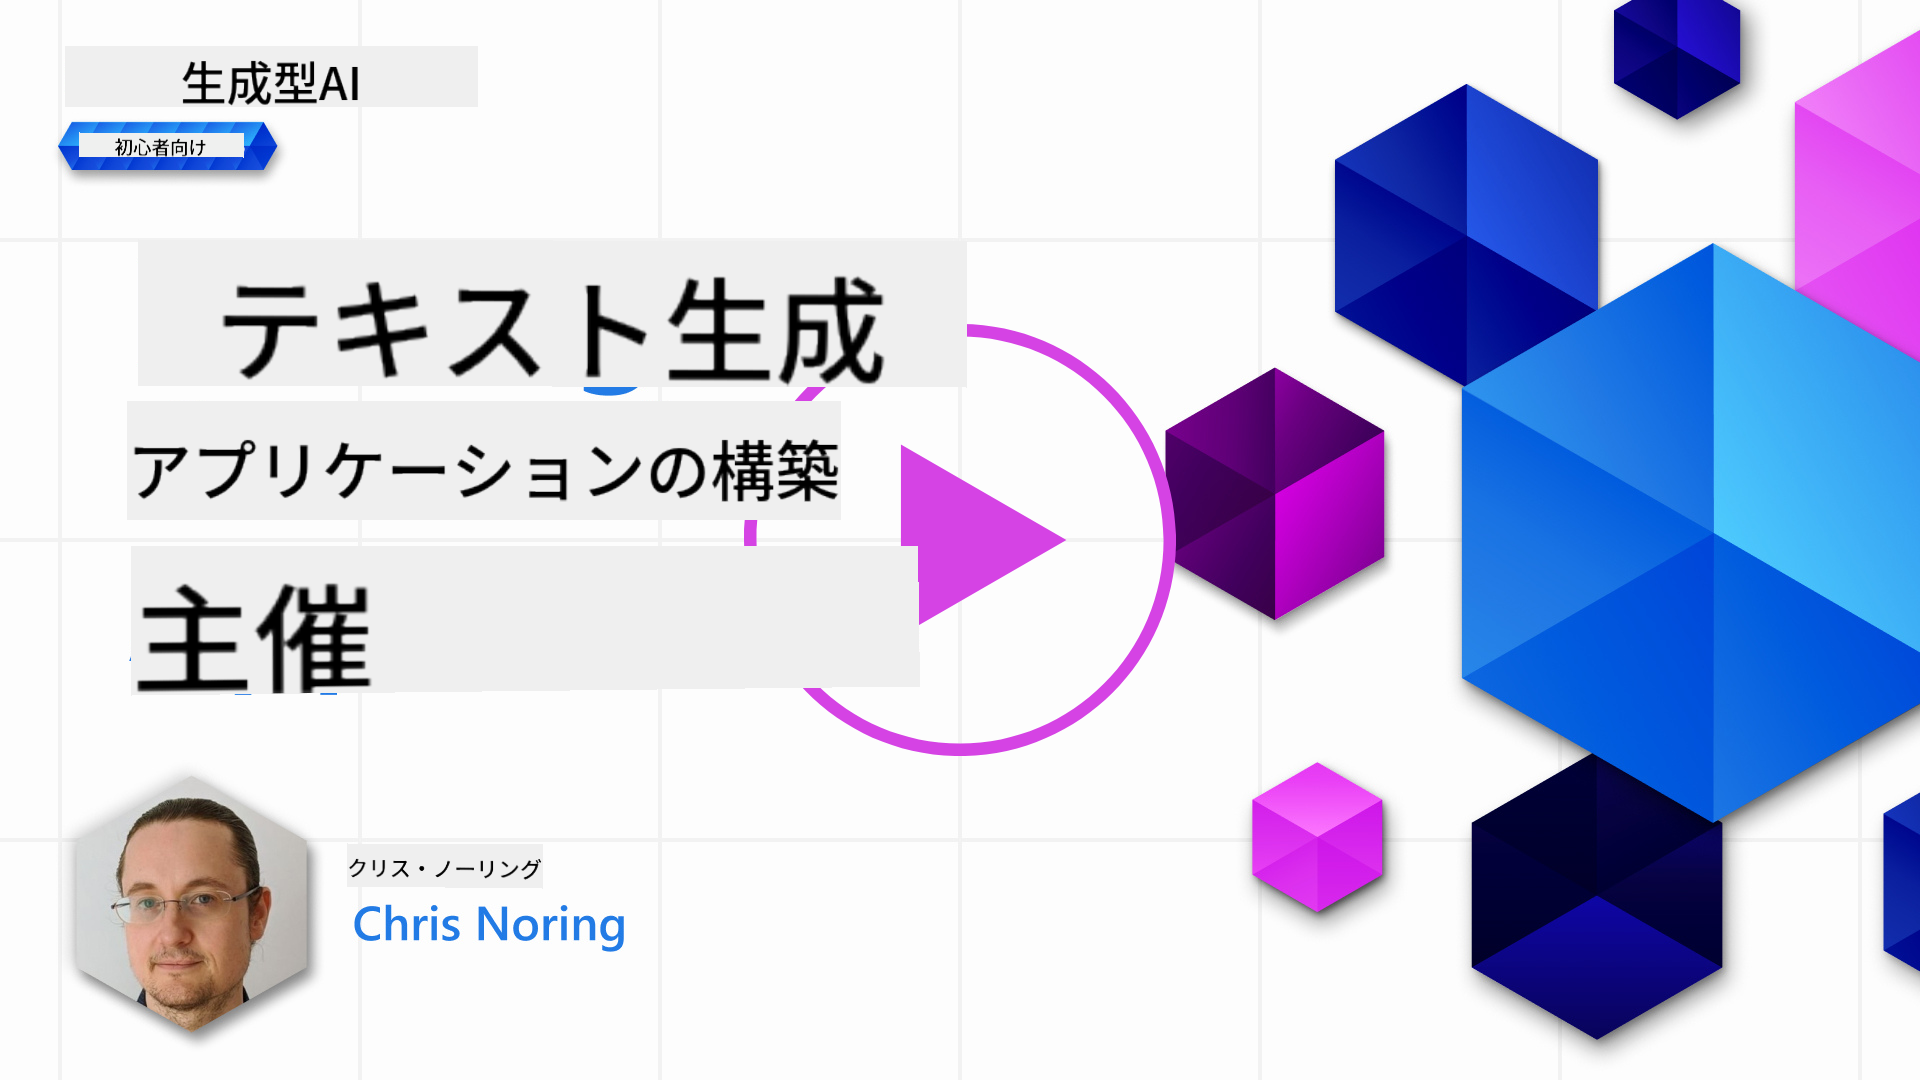 生成型AI
初心者向け
テキスト生成
アプリケーションの構築
主催
クリス・ノーリング
Chris Noring